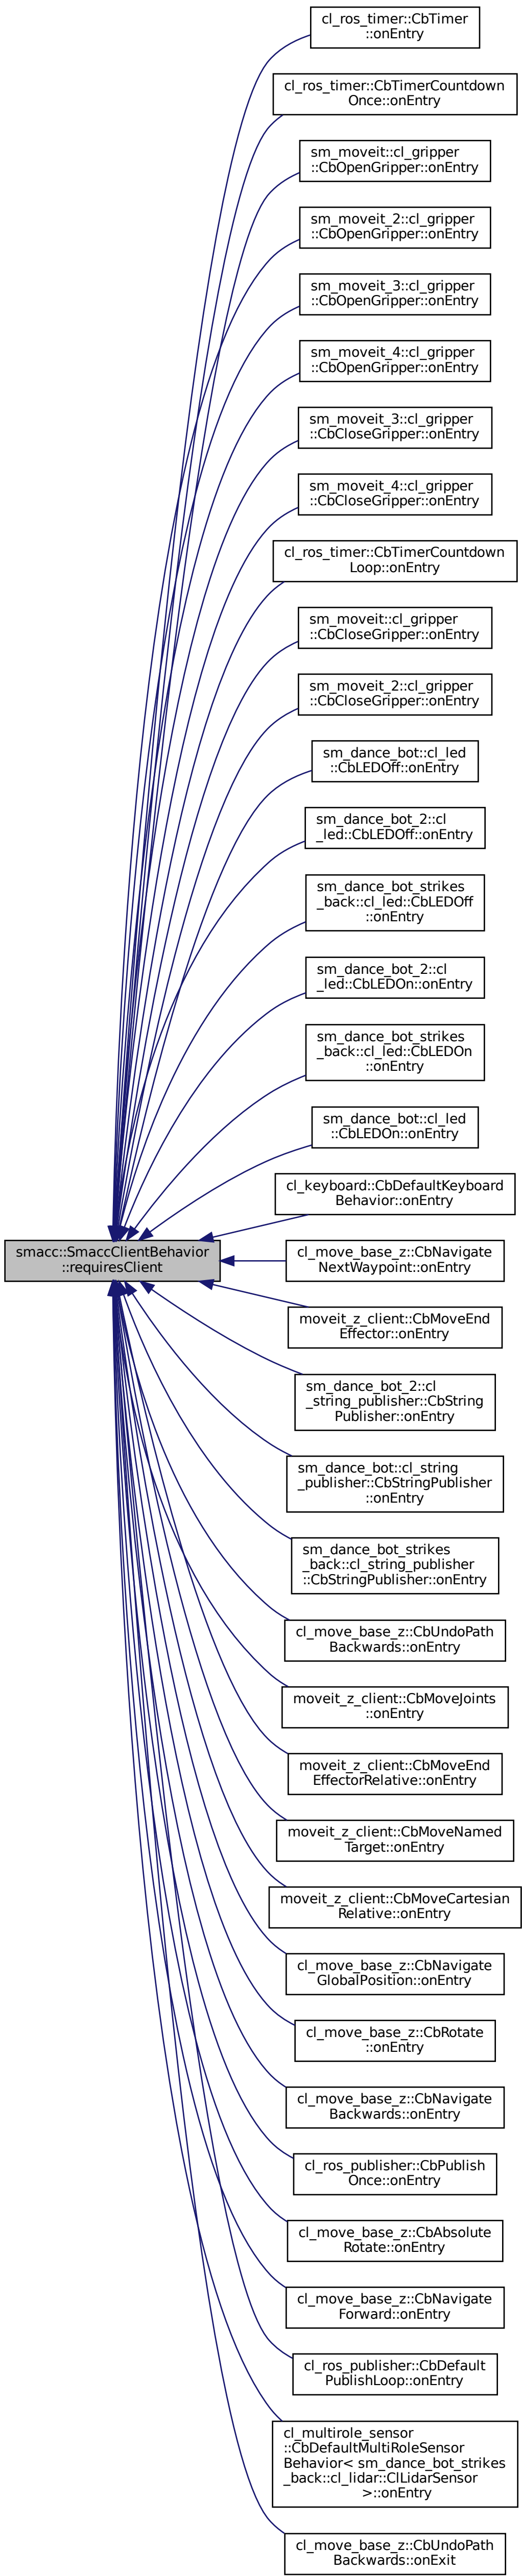 cl_ros_timer::CbTimer
::onEntry
cl_ros_timer::CbTimerCountdown
Once::onEntry
sm_moveit::cl_gripper
::CbOpenGripper::onEntry
sm_moveit_2::cl_gripper
::CbOpenGripper::onEntry
sm_moveit_3::cl_gripper
::CbOpenGripper::onEntry
sm_moveit_4::cl_gripper
::CbOpenGripper::onEntry
sm_moveit_3::cl_gripper
::CbCloseGripper::onEntry
sm_moveit_4::cl_gripper
::CbCloseGripper::onEntry
cl_ros_timer::CbTimerCountdown
Loop::onEntry
sm_moveit::cl_gripper
::CbCloseGripper::onEntry
sm_moveit_2::cl_gripper
::CbCloseGripper::onEntry
sm_dance_bot::cl_led
::CbLEDOff::onEntry
sm_dance_bot_2::cl
_led::CbLEDOff::onEntry
sm_dance_bot_strikes
_back::cl_led::CbLEDOff
::onEntry
sm_dance_bot_2::cl
_led::CbLEDOn::onEntry
sm_dance_bot_strikes
_back::cl_led::CbLEDOn
::onEntry
sm_dance_bot::cl_led
::CbLEDOn::onEntry
cl_keyboard::CbDefaultKeyboard
Behavior::onEntry
smacc::SmaccClientBehavior
::requiresClient
cl_move_base_z::CbNavigate
NextWaypoint::onEntry
moveit_z_client::CbMoveEnd
Effector::onEntry
sm_dance_bot_2::cl
_string_publisher::CbString
Publisher::onEntry
sm_dance_bot::cl_string
_publisher::CbStringPublisher
::onEntry
sm_dance_bot_strikes
_back::cl_string_publisher
::CbStringPublisher::onEntry
cl_move_base_z::CbUndoPath
Backwards::onEntry
moveit_z_client::CbMoveJoints
::onEntry
moveit_z_client::CbMoveEnd
EffectorRelative::onEntry
moveit_z_client::CbMoveNamed
Target::onEntry
moveit_z_client::CbMoveCartesian
Relative::onEntry
cl_move_base_z::CbNavigate
GlobalPosition::onEntry
cl_move_base_z::CbRotate
::onEntry
cl_move_base_z::CbNavigate
Backwards::onEntry
cl_ros_publisher::CbPublish
Once::onEntry
cl_move_base_z::CbAbsolute
Rotate::onEntry
cl_move_base_z::CbNavigate
Forward::onEntry
cl_ros_publisher::CbDefault
PublishLoop::onEntry
cl_multirole_sensor
::CbDefaultMultiRoleSensor
Behavior< sm_dance_bot_strikes
_back::cl_lidar::ClLidarSensor
>::onEntry
cl_move_base_z::CbUndoPath
Backwards::onExit